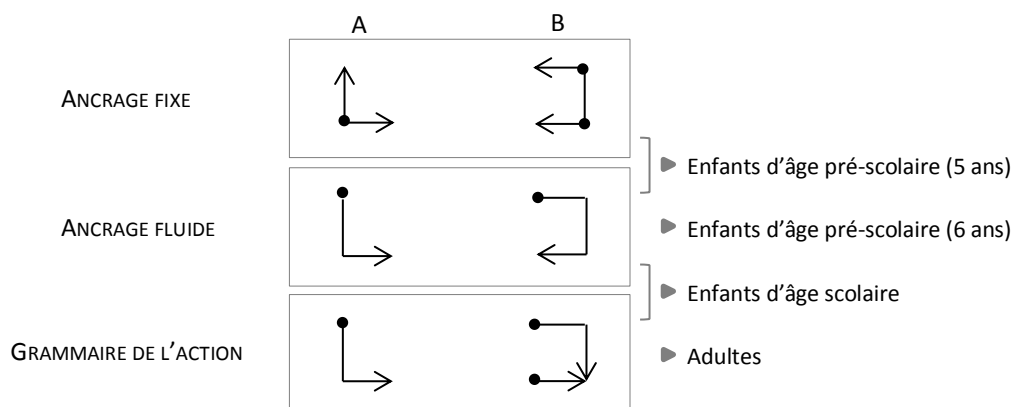 A B
ANCRAGE FIXE
Enfants d'âge pré-scolaire (5 ans)
ANCRAGE FLUIDE
Enfants d'âge pré-scolaire (6 ans)
Enfants d'âge scolaire
GRAMMAIRE DE L'ACTION
Adultes